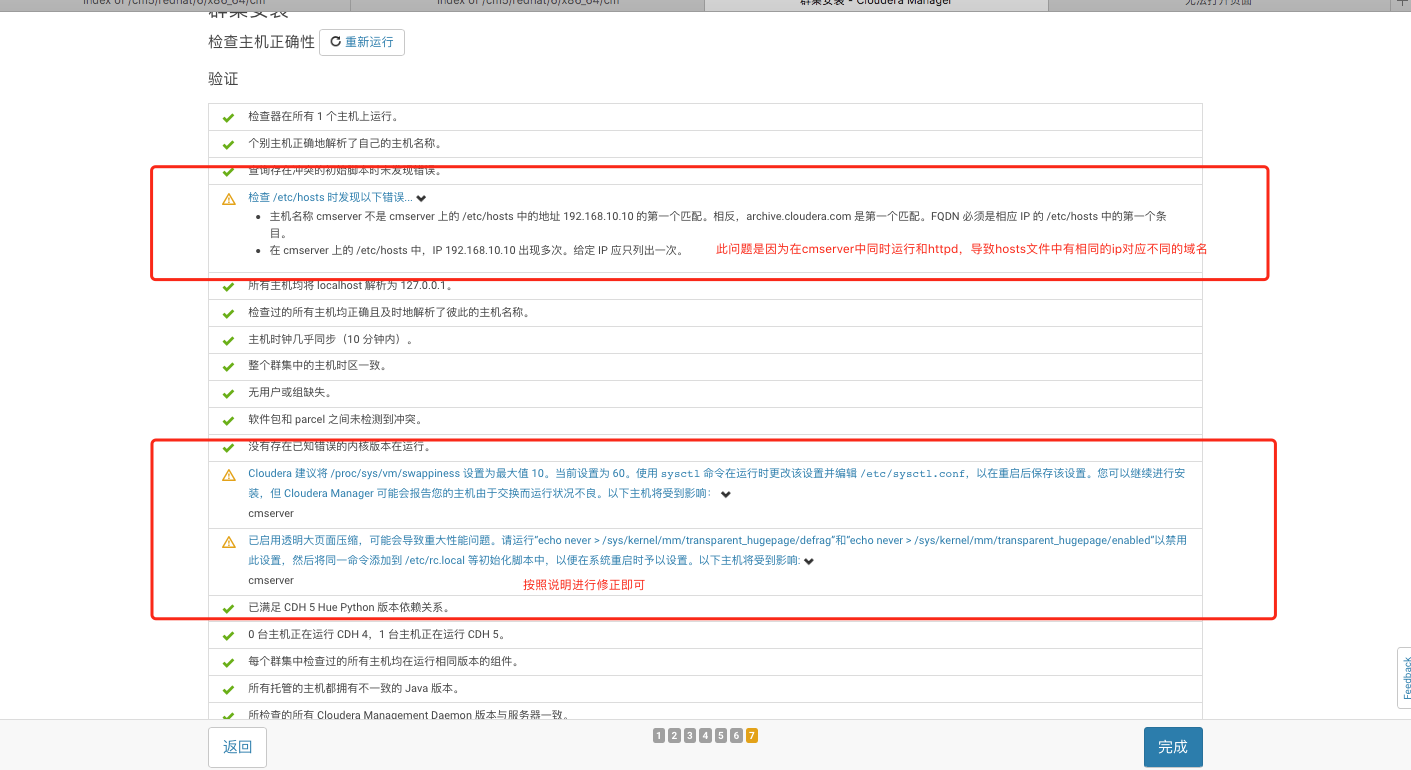 Index of /cm5/redhat/6/x86_64/cm
Index of /cm5/redhat/6/x86_64/cm
群集安装 - Cloudera Manager
无法打开页面
群集安装
检查主机正确性 重新运行
验证
检查器在所有 1 个主机上运行。
个别主机正确地解析了自己的主机名称。
查询存在冲突的初始脚本时未发现错误。
检查 /etc/hosts 时发现以下错误...
主机名称 cmserver 不是 cmserver 上的 /etc/hosts 中的地址 192.168.10.10 的第一个匹配。相反，archive.cloudera.com 是第一个匹配。FQDN 必须是相应 IP 的 /etc/hosts 中的第一个条
目。
在 cmserver 上的 /etc/hosts 中，IP 192.168.10.10 出现多次。给定 IP 应只列出一次。
此问题是因为在cmserver中同时运行和httpd，导致hosts文件中有相同的ip对应不同的域名
所有主机均将 localhost 解析为 127.0.0.1。
检查过的所有主机均正确且及时地解析了彼此的主机名称。
主机时钟几乎同步（10 分钟内）。
整个群集中的主机时区一致。
无用户或组缺失。
软件包和 parcel 之间未检测到冲突。
没有存在已知错误的内核版本在运行。
Cloudera 建议将 /proc/sys/vm/swappiness 设置为最大值 10。当前设置为 60。使用 sysctl 命令在运行时更改该设置并编辑 /etc/sysctl.conf，以在重启后保存该设置。您可以继续进行安
装，但 Cloudera Manager 可能会报告您的主机由于交换而运行状况不良。以下主机将受到影响：
cmserver
已启用透明大页面压缩，可能会导致重大性能问题。请运行“echo never > /sys/kernel/mm/transparent_hugepage/defrag”和“echo never > /sys/kernel/mm/transparent_hugepage/enabled”以禁用
此设置，然后将同一命令添加到 /etc/rc.local 等初始化脚本中，以便在系统重启时予以设置。以下主机将受到影响:
cmserver
按照说明进行修正即可
已满足 CDH 5 Hue Python 版本依赖关系。
0 台主机正在运行 CDH 4，1 台主机正在运行 CDH 5。
每个群集中检查过的所有主机均在运行相同版本的组件。
所有托管的主机都拥有不一致的 Java 版本。
所检查的所有 Cloudera Management Daemon 版本与服务器一致。
Feedback
返回
1 2 3 4 5 6 7
完成